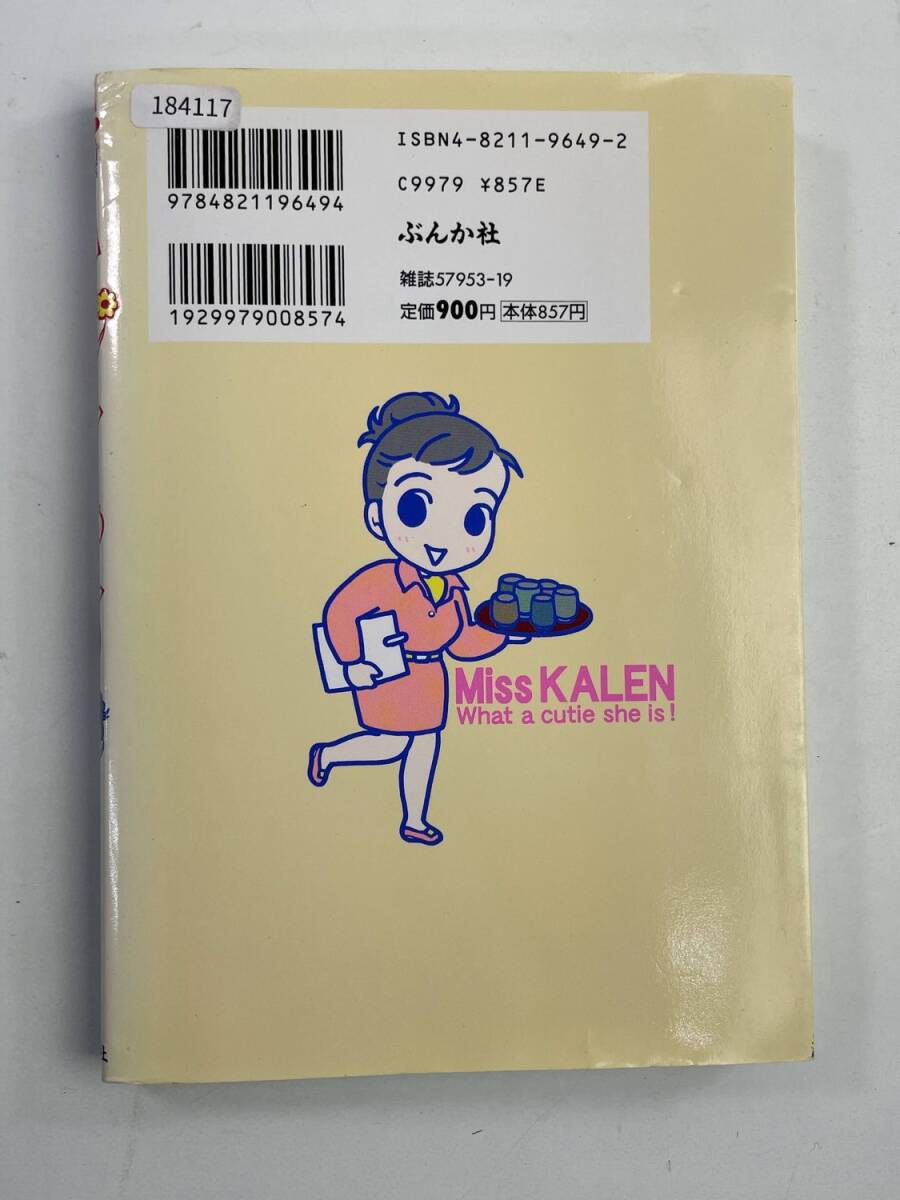 184117
ISBN4-8211-9649-2
C9979 ¥857E
9784821196494
ぶんか社
雑誌57953-19
定価900円 本体857円
1929979008574
Miss KALEN
What a cutie she is!